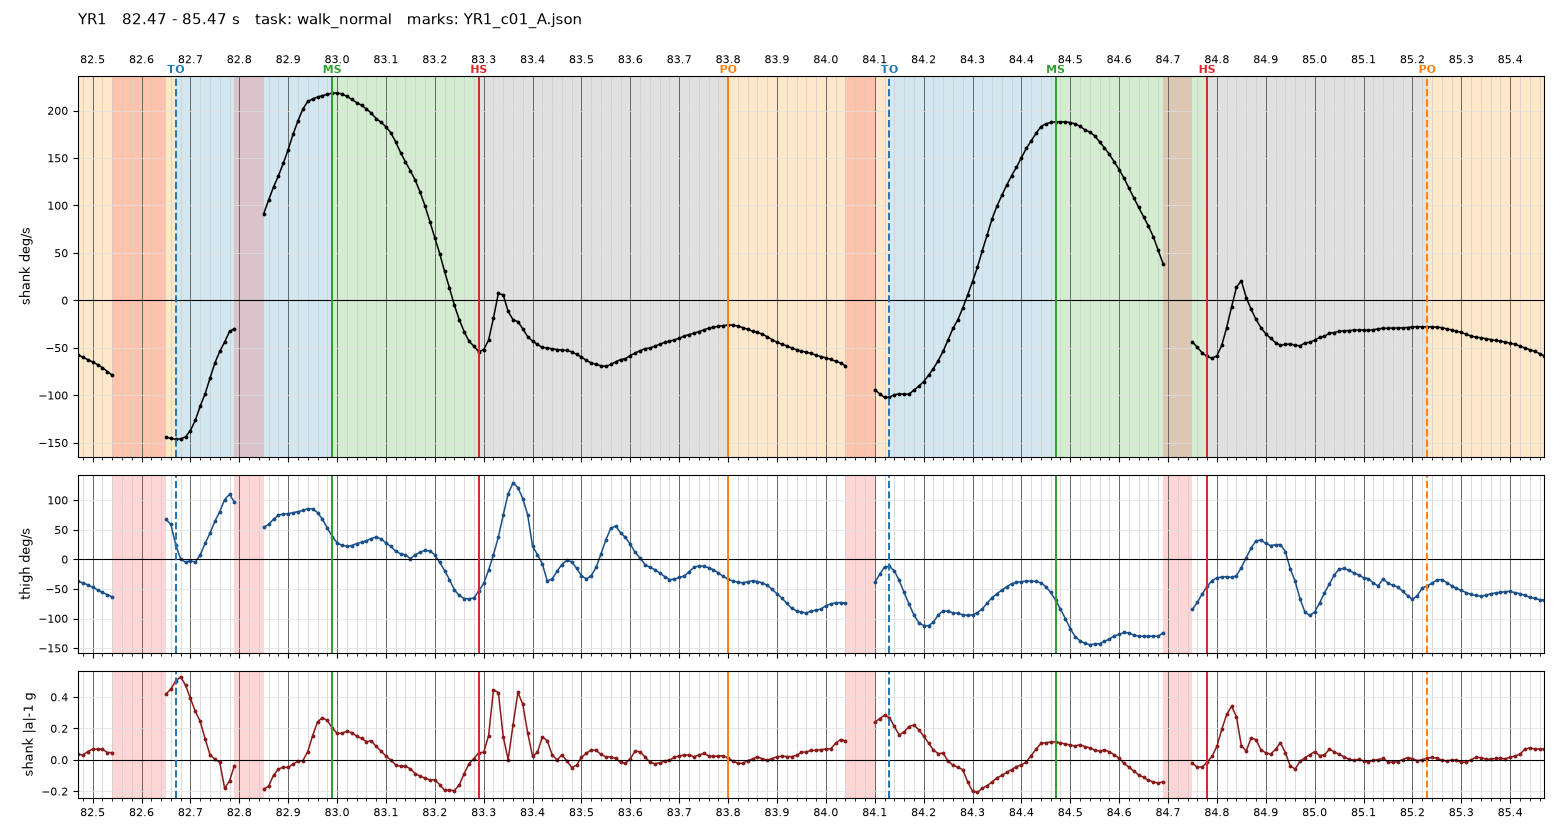 YR1   82.47 - 85.47 s   task: walk_normal   marks: YR1_c01_A.json
82.5 82.6 82.7 82.8 82.9 83.0 83.1 83.2 83.3 83.4 83.5 83.6 83.7 83.8 83.9 84.0 84.1 84.2 84.3 84.4 84.5 84.6 84.7 84.8 84.9 85.0 85.1 85.2 85.3 85.4
TO MS HS PO TO MS HS PO
shank deg/s
200
150
100
50
0
−50
−100
−150
thigh deg/s
100
50
0
−50
−100
−150
shank |a|-1 g
0.4
0.2
0.0
−0.2
82.5 82.6 82.7 82.8 82.9 83.0 83.1 83.2 83.3 83.4 83.5 83.6 83.7 83.8 83.9 84.0 84.1 84.2 84.3 84.4 84.5 84.6 84.7 84.8 84.9 85.0 85.1 85.2 85.3 85.4